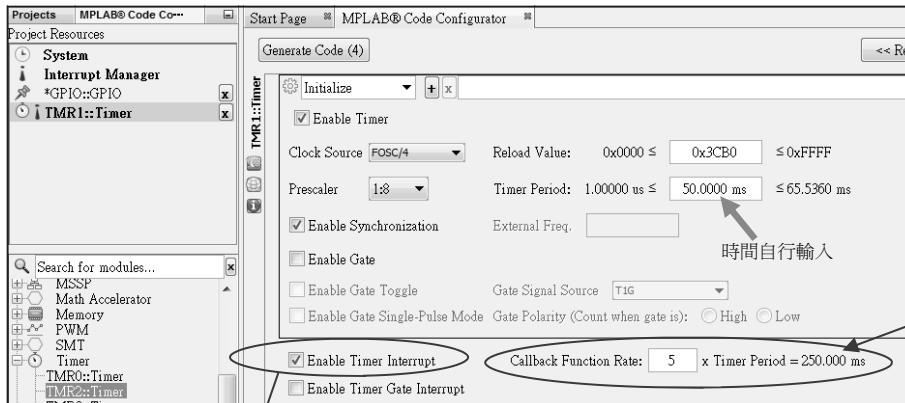 Projects MPLAB® Code Co···
Start Page MPLAB® Code Configurator
Project Resources
System
Interrupt Manager
*GPIO::GPIO x
TMR1::Timer x
Generate Code (4) << Re
TMR1::Timer
Initialize + x
Enable Timer
Clock Source FOSC/4 Reload Value: 0x0000 ≤ 0x3CB0 ≤ 0xFFFF
Prescaler 1:8 Timer Period: 1.00000 us ≤ 50.0000 ms ≤ 65.5360 ms
Enable Synchronization External Freq.
時間自行輸入
Enable Gate
Enable Gate Toggle Gate Signal Source T1G
Enable Gate Single-Pulse Mode Gate Polarity (Count when gate is): High Low
Enable Timer Interrupt Callback Function Rate: 5 x Timer Period = 250.000 ms
Enable Timer Gate Interrupt
Search for modules... x
MSSP
Math Accelerator
Memory
PWM
SMT
Timer
TMR0::Timer
TMR2::Timer